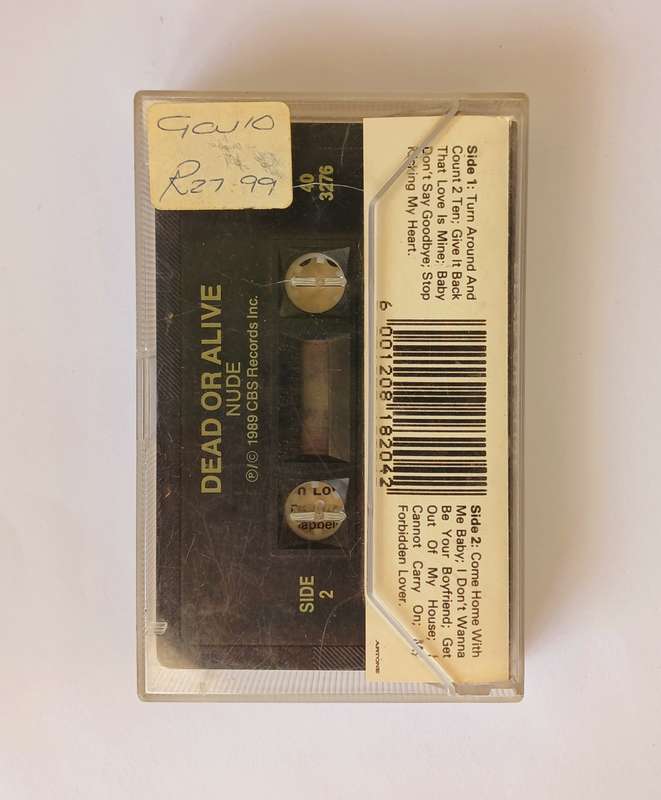 Gallo
R27.99
40
3276
DEAD OR ALIVE
NUDE
℗/© 1989 CBS Records Inc.
SIDE
2
Side 1: Turn Around And
Count 2 Ten; Give It Back
That Love Is Mine; Baby
Don't Say Goodbye; Stop
Kicking My Heart.
6 001208 182042
Side 2: Come Home With
Me Baby; I Don't Wanna
Be Your Boyfriend; Get
Out Of My House; I
Cannot Carry On; My
Forbidden Lover.
ARTONE